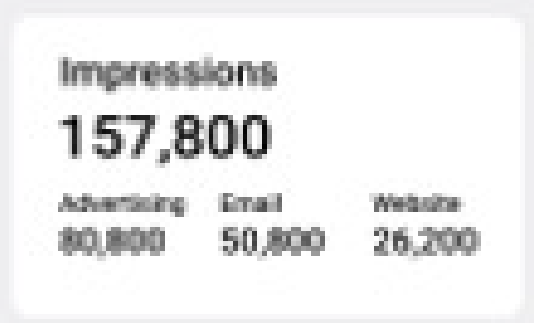 Impressions
157,800
Advertising Email Website
80,800 50,800 26,200